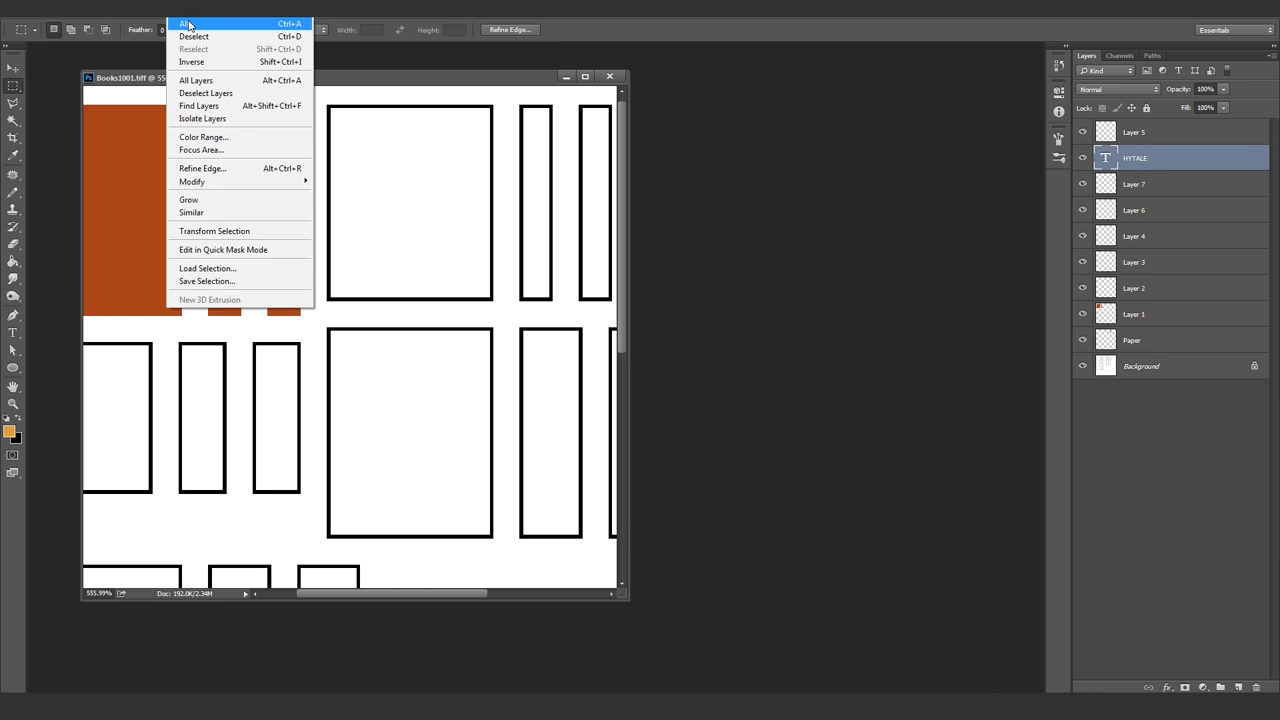 Feather: 0
Width:
Height:
Refine Edge...
Essentials
All Ctrl+A
Deselect Ctrl+D
Reselect Shift+Ctrl+D
Inverse Shift+Ctrl+I
All Layers Alt+Ctrl+A
Deselect Layers
Find Layers Alt+Shift+Ctrl+F
Isolate Layers
Color Range...
Focus Area...
Refine Edge... Alt+Ctrl+R
Modify
Grow
Similar
Transform Selection
Edit in Quick Mask Mode
Load Selection...
Save Selection...
New 3D Extrusion
Books1001.tiff @ 55
555.99% Doc: 192.0K/2.34M
Layers Channels Paths
Kind
Normal Opacity: 100%
Lock: Fill: 100%
Layer 5
HYTALE
Layer 7
Layer 6
Layer 4
Layer 3
Layer 2
Layer 1
Paper
Background